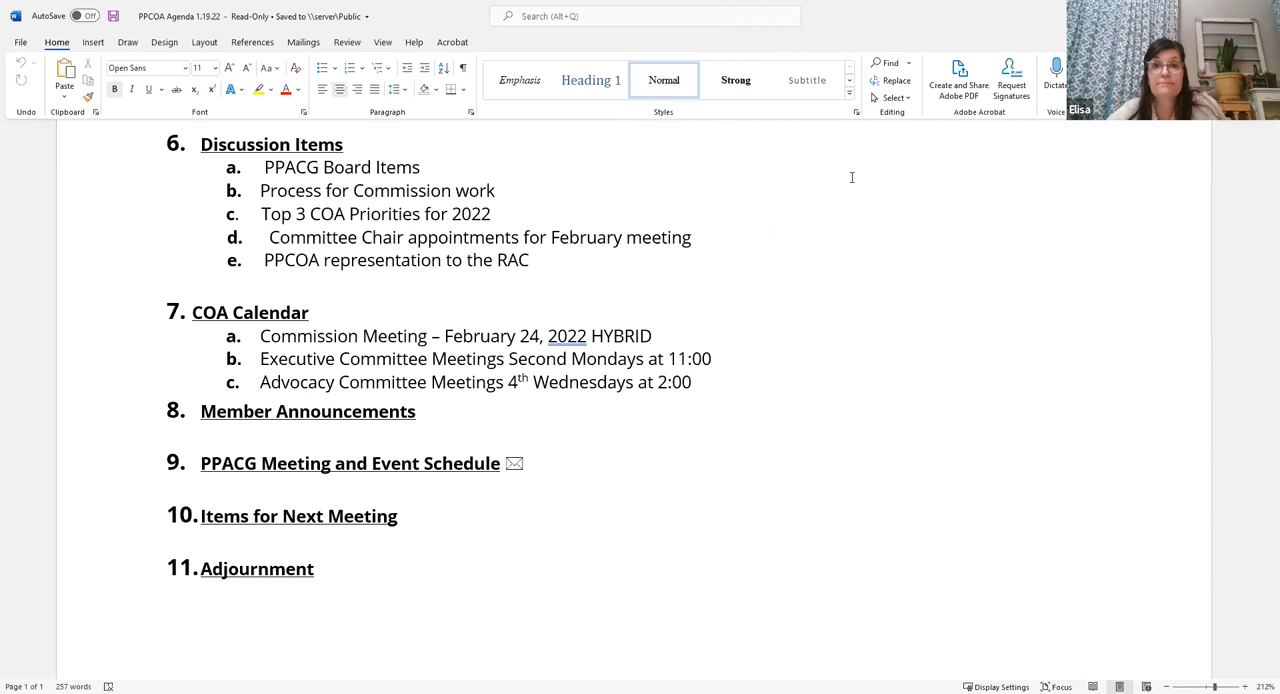 AutoSave Off PPCOA Agenda 1.19.22 - Read-Only • Saved to \\server\Public Search (Alt+Q)
File Home Insert Draw Design Layout References Mailings Review View Help Acrobat
Open Sans 11 Aa Emphasis Heading 1 Normal Strong Subtitle Find
Paste Replace Create and Share Request Dictate
B I U ab x₂ x² A A Select Adobe PDF Signatures Elisa
Undo Clipboard Font Paragraph Styles Editing Adobe Acrobat Voice
6. Discussion Items
a. PPACG Board Items
b. Process for Commission work
c. Top 3 COA Priorities for 2022
d. Committee Chair appointments for February meeting
e. PPCOA representation to the RAC
7. COA Calendar
a. Commission Meeting – February 24, 2022 HYBRID
b. Executive Committee Meetings Second Mondays at 11:00
c. Advocacy Committee Meetings 4th Wednesdays at 2:00
8. Member Announcements
9. PPACG Meeting and Event Schedule
10. Items for Next Meeting
11. Adjournment
Page 1 of 1 257 words Display Settings Focus 212%